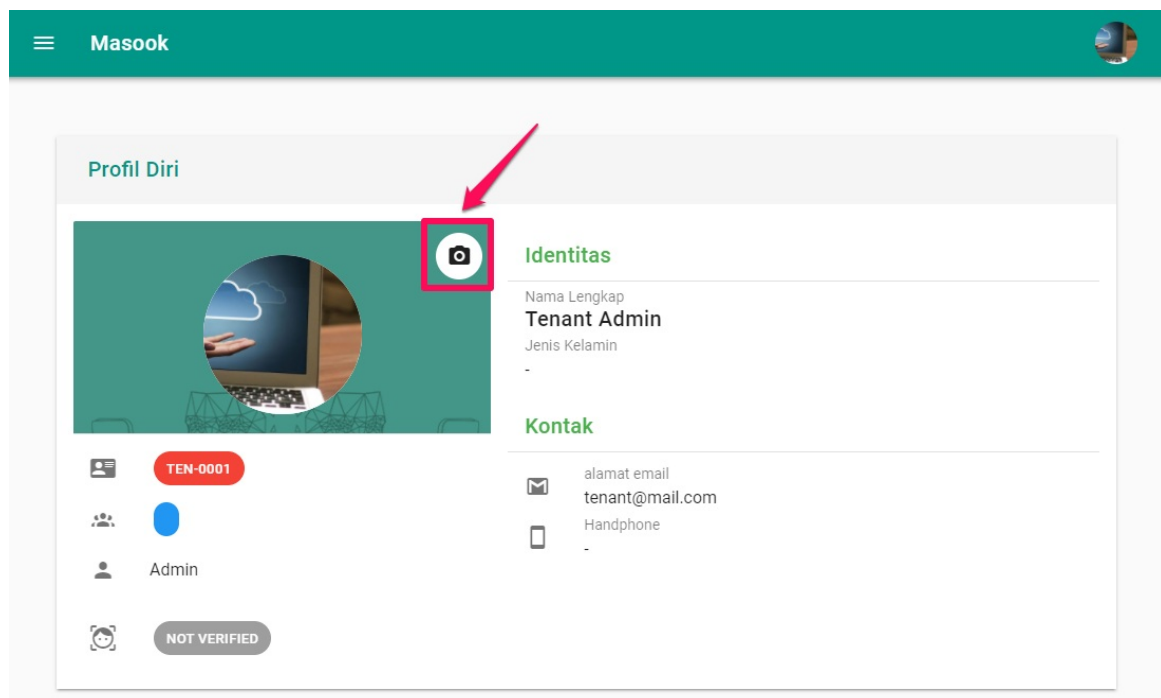 Masook
Profil Diri
TEN-0001
Admin
NOT VERIFIED
Identitas
Nama Lengkap
Tenant Admin
Jenis Kelamin
-
Kontak
alamat email
tenant@mail.com
Handphone
-